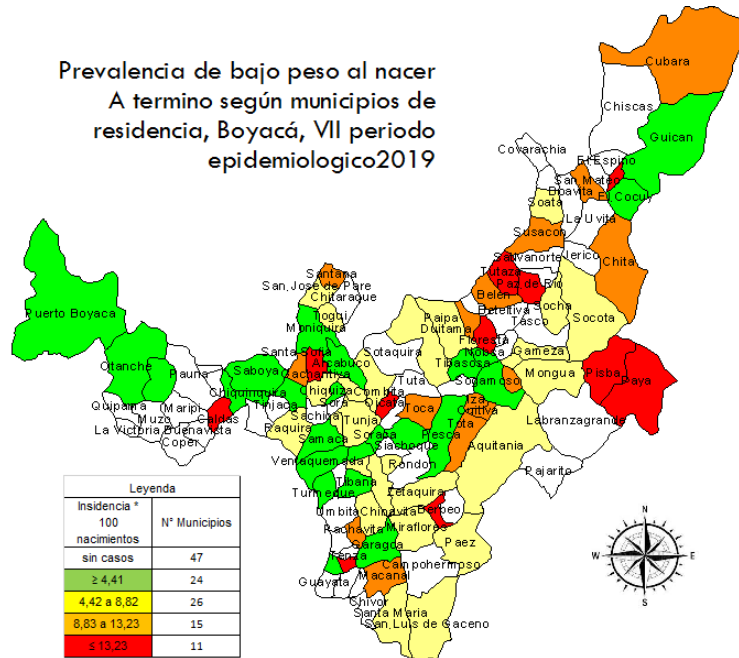 Prevalencia de bajo peso al nacer
A termino según municipios de
residencia, Boyacá, VII periodo
epidemiologico2019
Cubara
Chiscas
Guican
Covarachia
El Espino
San Mateo
Boavita
El Cocuy
Soata
La Uvita
Susacon
Chita
Jerico
Tutaza
Paz de Rio
Belen
Socha
Socota
Tasco
Santana
San Jose de Pare
Chitaraque
Togui
Moniquira
Paipa
Duitama
Floresta
Nobsa
Gameza
Mongua
Pisba
Paya
Puerto Boyaca
Otanche
Pauna
Saboya
Santa Sofia
Arcabuco
Gachantiva
Sotaquira
Tibasosa
Sogamoso
Chiquinquira
Chiquiza
Combita
Tuta
Iza
Cuitiva
Quipama
Maripi
Muzo
Caldas
Tinjaca
Sachica
Sora
Oicata
Toca
Tota
Labranzagrande
La Victoria
Buenavista
Coper
Raquira
Tunja
Samaca
Soraca
Siachoque
Pesca
Aquitania
Ventaquemada
Rondon
Pajarito
Tibana
Turmeque
Zetaquira
Umbita
Chinavita
Berbeo
Miraflores
Pachavita
Garagoa
Paez
Tenza
Campohermoso
Guayata
Macanal
Chivor
Santa Maria
San Luis de Gaceno
Leyenda
Insidencia *
100
nacimientos
N° Municipios
sin casos 47
≥ 4,41 24
4,42 a 8,82 26
8,83 a 13,23 15
≤ 13,23 11
N
W E
S